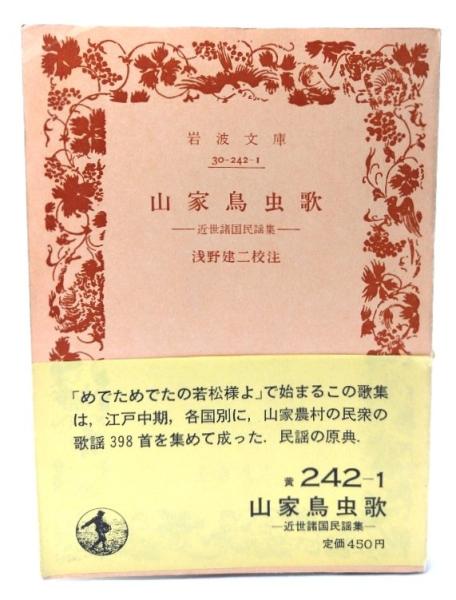 岩波文庫
30-242-1
山家鳥虫歌
—近世諸国民謡集—
浅野建二校注
「めでためでたの若松様よ」で始まるこの歌集
は，江戸中期，各国別に，山家農村の民衆の
歌謡398首を集めて成った．民謡の原典．
黄 242-1
山家鳥虫歌
—近世諸国民謡集—
定価450円